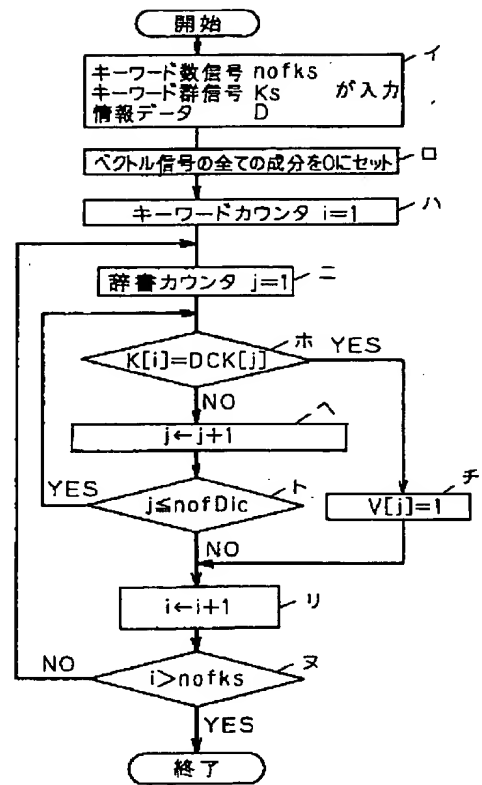 開始
イ
キーワード数信号 nofks
キーワード群信号 Ks が入力
情報データ D
ロ
ベクトル信号の全ての成分を0にセット
ハ
キーワードカウンタ i=1
ニ
辞書カウンタ j=1
ホ
K[i]=DCK[j]
YES
NO
ヘ
j←j+1
ト
YES
j≦nofDic
チ
V[j]=1
NO
リ
i←i+1
NO
ヌ
i>nofks
YES
終了